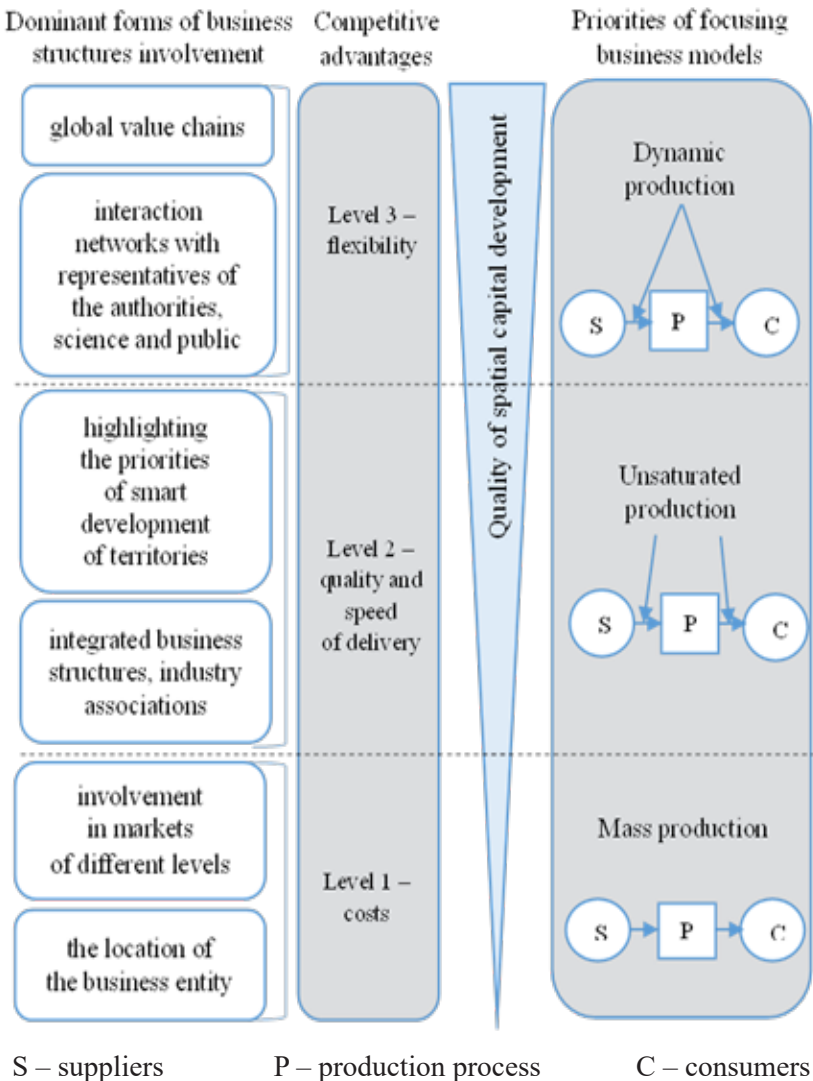 Dominant forms of business
structures involvement
Competitive
advantages
Priorities of focusing
business models
global value chains
interaction
networks with
representatives of
the authorities,
science and public
highlighting
the priorities
of smart
development
of territories
integrated business
structures, industry
associations
involvement
in markets
of different levels
the location of
the business entity
Level 3 –
flexibility
Level 2 –
quality and
speed
of delivery
Level 1 –
costs
Quality of spatial capital development
Dynamic
production
S
P
C
Unsaturated
production
S
P
C
Mass production
S
P
C
S – suppliers
P – production process
C – consumers